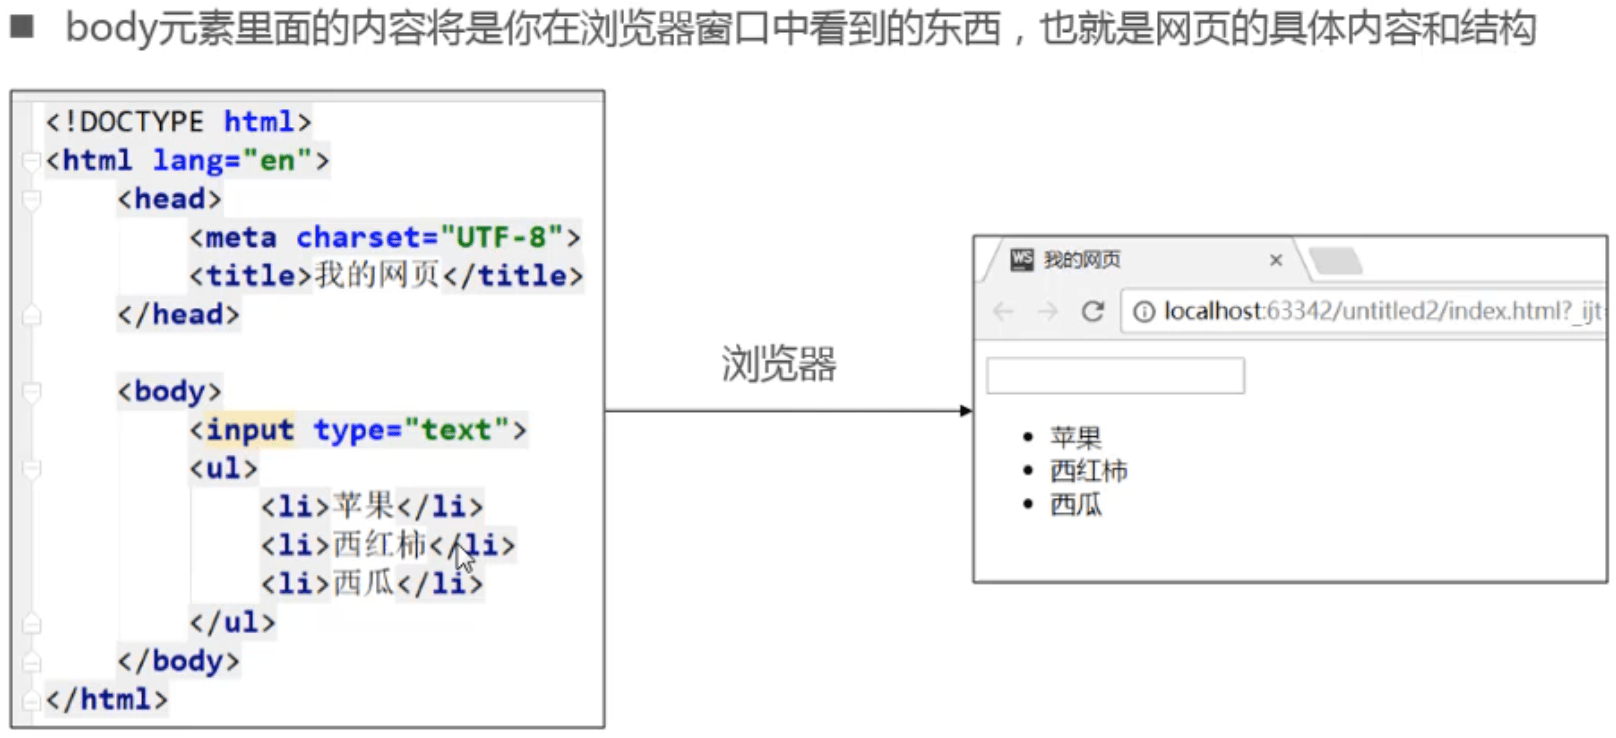 body元素里面的内容将是你在浏览器窗口中看到的东西，也就是网页的具体内容和结构
<!DOCTYPE html>
<html lang="en">
<head>
<meta charset="UTF-8">
<title>我的网页</title>
</head>
<body>
<input type="text">
<ul>
<li>苹果</li>
<li>西红柿</li>
<li>西瓜</li>
</ul>
</body>
</html>
浏览器
WS 我的网页
localhost:63342/untitled2/index.html?_ijt
苹果
西红柿
西瓜